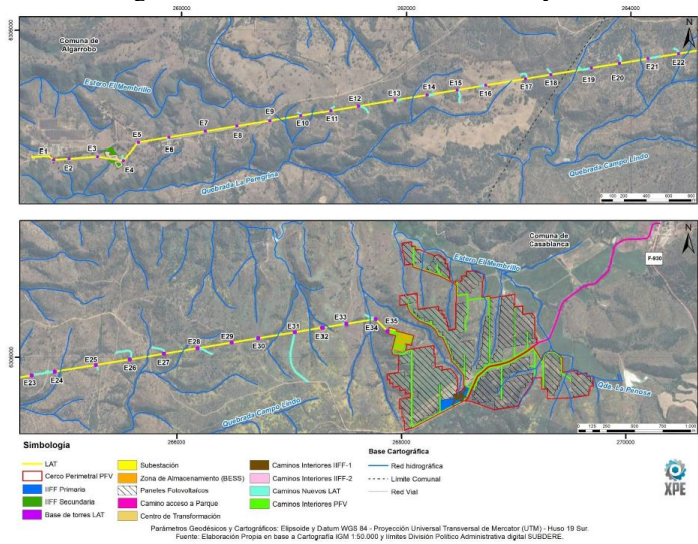 260000
262000
264000
6306000
Comuna de
Algarrobo
Estero El Membrillo
E1
E2
E3
E4
E5
E6
E7
E8
E9
E10
E11
E12
E13
E14
E15
E16
E17
E18
E19
E20
E21
E22
Quebrada La Peregrina
Quebrada Campo Lindo
N
Comuna de
Casablanca
F-930
Estero El Membrillo
N
6306000
E23
E24
E25
E26
E27
E28
E29
E30
E31
E32
E33
E34
E35
Quebrada Campo Lindo
Qda. La Penosa
266000
268000
270000
Simbología
LAT
Cerco Perimetral PFV
IIFF Primaria
IIFF Secundaria
Base de torres LAT
Subestación
Zona de Almacenamiento (BESS)
Paneles Fotovoltaicos
Camino acceso a Parque
Centro de Transformación
Caminos Interiores IIFF-1
Caminos Interiores IIFF-2
Caminos Nuevos LAT
Caminos Interiores PFV
Base Cartográfica
Red hidrográfica
Límite Comunal
Red Vial
XPE
Parámetros Geodésicos y Cartográficos: Elipsoide y Datum WGS 84 - Proyección Universal Transversal de Mercator (UTM) - Huso 19 Sur.
Fuente: Elaboración Propia en base a Cartografía IGM 1:50.000 y límites División Político Administrativa digital SUBDERE.